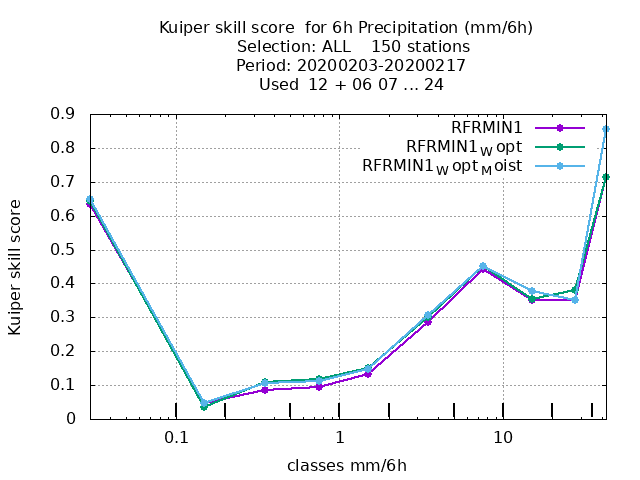 Kuiper skill score  for 6h Precipitation (mm/6h)
Selection: ALL    150 stations
Period: 20200203-20200217
Used  12 + 06 07 ... 24
RFRMIN1
RFRMIN1Wopt
RFRMIN1WoptMoist
0.9
0.8
0.7
0.6
0.5
0.4
0.3
0.2
0.1
0
Kuiper skill score
0.1 1 10
classes mm/6h